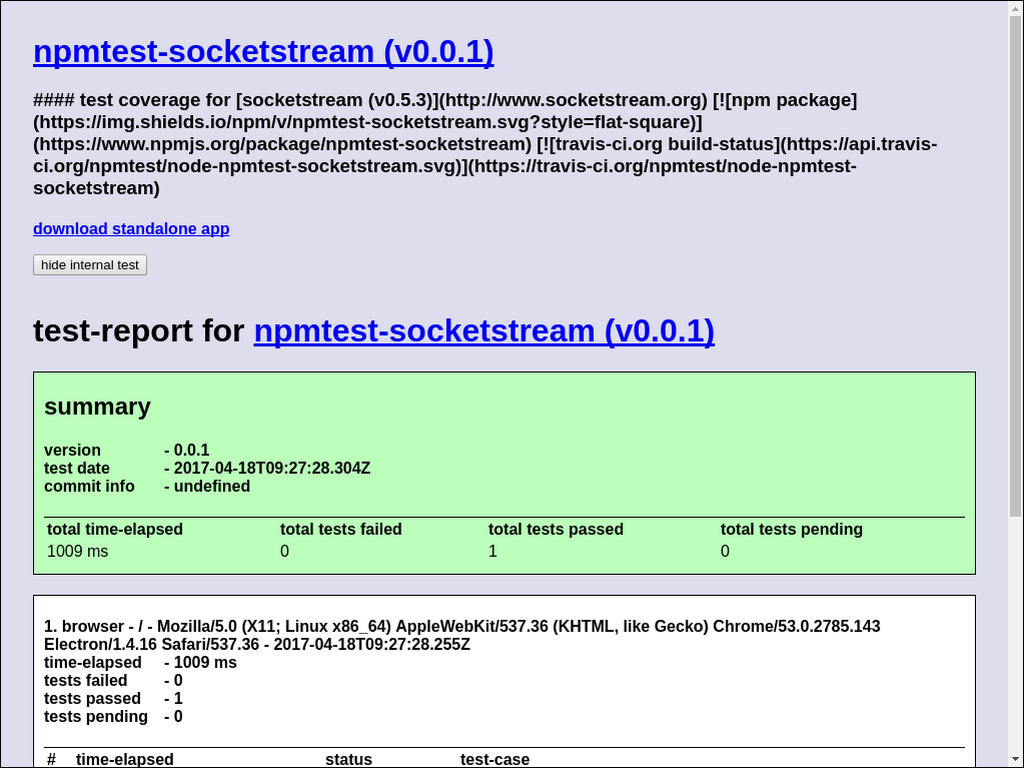 npmtest-socketstream (v0.0.1)
#### test coverage for [socketstream (v0.5.3)](http://www.socketstream.org) [![npm package]
(https://img.shields.io/npm/v/npmtest-socketstream.svg?style=flat-square)]
(https://www.npmjs.org/package/npmtest-socketstream) [![travis-ci.org build-status](https://api.travis-
ci.org/npmtest/node-npmtest-socketstream.svg)](https://travis-ci.org/npmtest/node-npmtest-
socketstream)
download standalone app
hide internal test
test-report for npmtest-socketstream (v0.0.1)
summary
version - 0.0.1
test date - 2017-04-18T09:27:28.304Z
commit info - undefined
total time-elapsed total tests failed total tests passed total tests pending
1009 ms 0 1 0
1. browser - / - Mozilla/5.0 (X11; Linux x86_64) AppleWebKit/537.36 (KHTML, like Gecko) Chrome/53.0.2785.143
Electron/1.4.16 Safari/537.36 - 2017-04-18T09:27:28.255Z
time-elapsed - 1009 ms
tests failed - 0
tests passed - 1
tests pending - 0
# time-elapsed status test-case